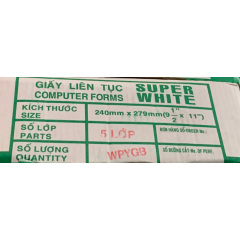 GIẤY LIÊN TỤC SUPER
COMPUTER FORMS WHITE
KÍCH THƯỚC
SIZE
240mm x 279mm (9 1/2" x 11")
SỐ LỚP
PARTS
5 LỚP
SỐ LƯỢNG
QUANTITY
WPYGB